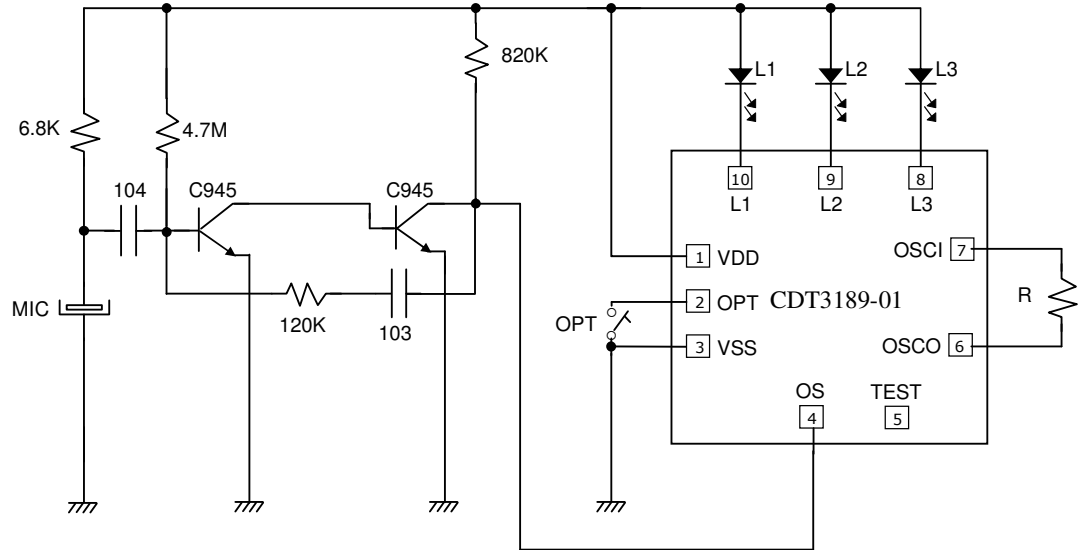 820K
L1
L2
L3
6.8K
4.7M
104
C945
C945
10
9
8
L1
L2
L3
1
VDD
OSCI
7
MIC
120K
103
OPT
2
OPT
CDT3189-01
R
3
VSS
OSCO
6
OS
TEST
4
5